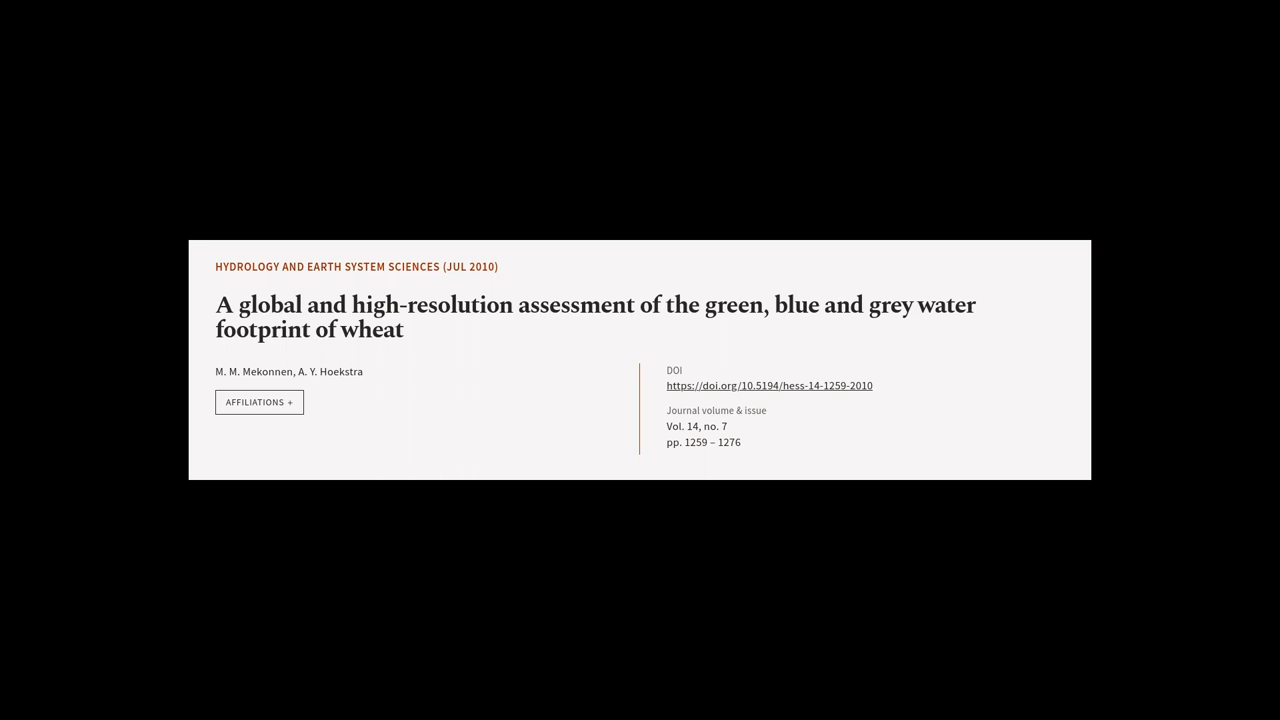 HYDROLOGY AND EARTH SYSTEM SCIENCES (JUL 2010)
A global and high-resolution assessment of the green, blue and grey water
footprint of wheat
M. M. Mekonnen, A. Y. Hoekstra
AFFILIATIONS +
DOI
https://doi.org/10.5194/hess-14-1259-2010
Journal volume & issue
Vol. 14, no. 7
pp. 1259 – 1276